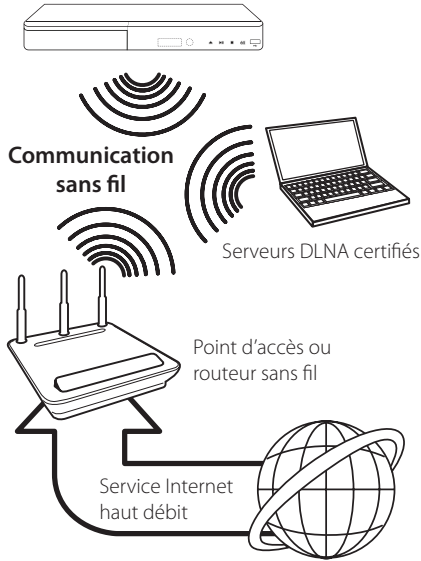 Communication
sans fil
Serveurs DLNA certifiés
Point d'accès ou
routeur sans fil
Service Internet
haut débit